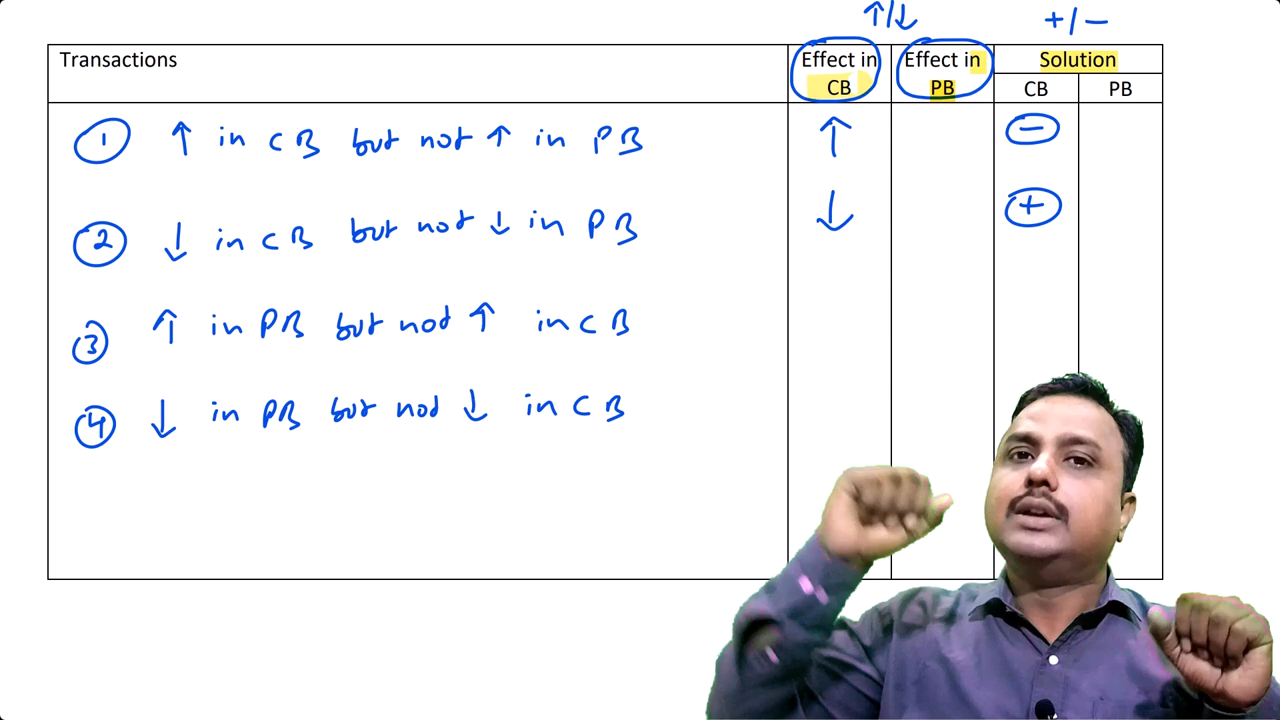 ↑/↓ +/-
Transactions Effect in CB Effect in PB Solution
CB PB
① ↑ in CB but not ↑ in PB ↑ -
② ↓ in CB but not ↓ in PB ↓ +
③ ↑ in PB but not ↑ in CB
④ ↓ in PB but not ↓ in CB